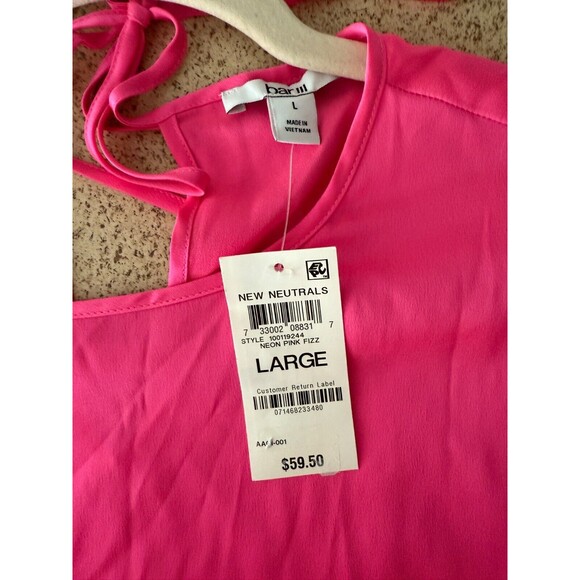 bar III
L
MADE IN
VIETNAM
NEW NEUTRALS
7 33002 08831 7
STYLE 100119244
NEON PINK FIZZ
LARGE
Customer Return Label
071468233480
$59.50